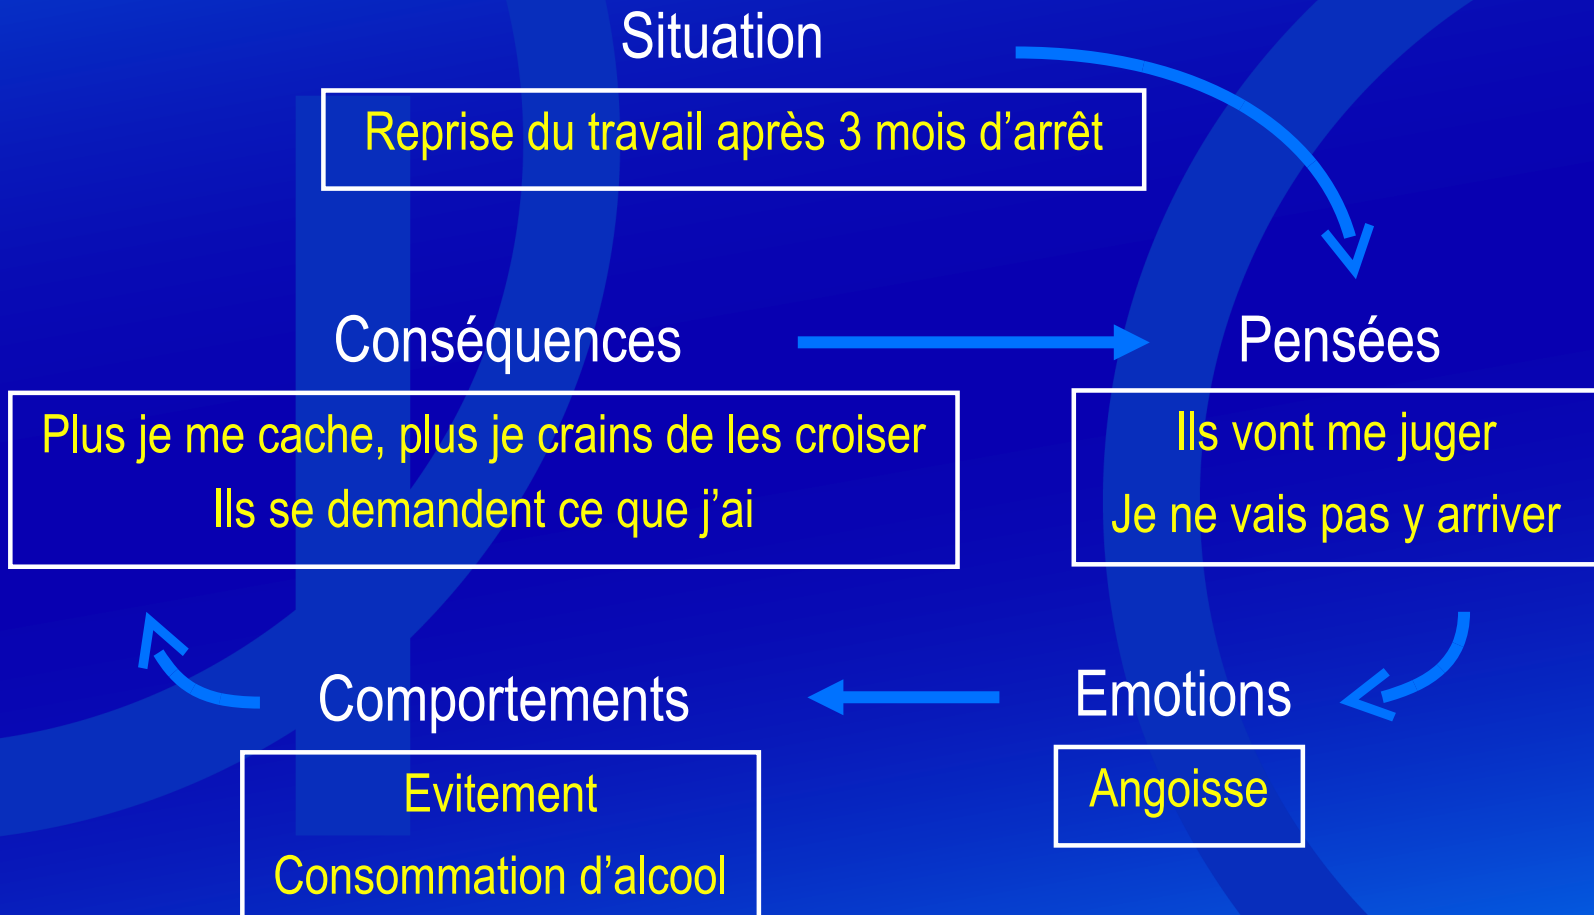 Situation
Reprise du travail après 3 mois d’arrêt
Conséquences
Plus je me cache, plus je crains de les croiser
Ils se demandent ce que j’ai
Pensées
Ils vont me juger
Je ne vais pas y arriver
Comportements
Evitement
Consommation d’alcool
Emotions
Angoisse